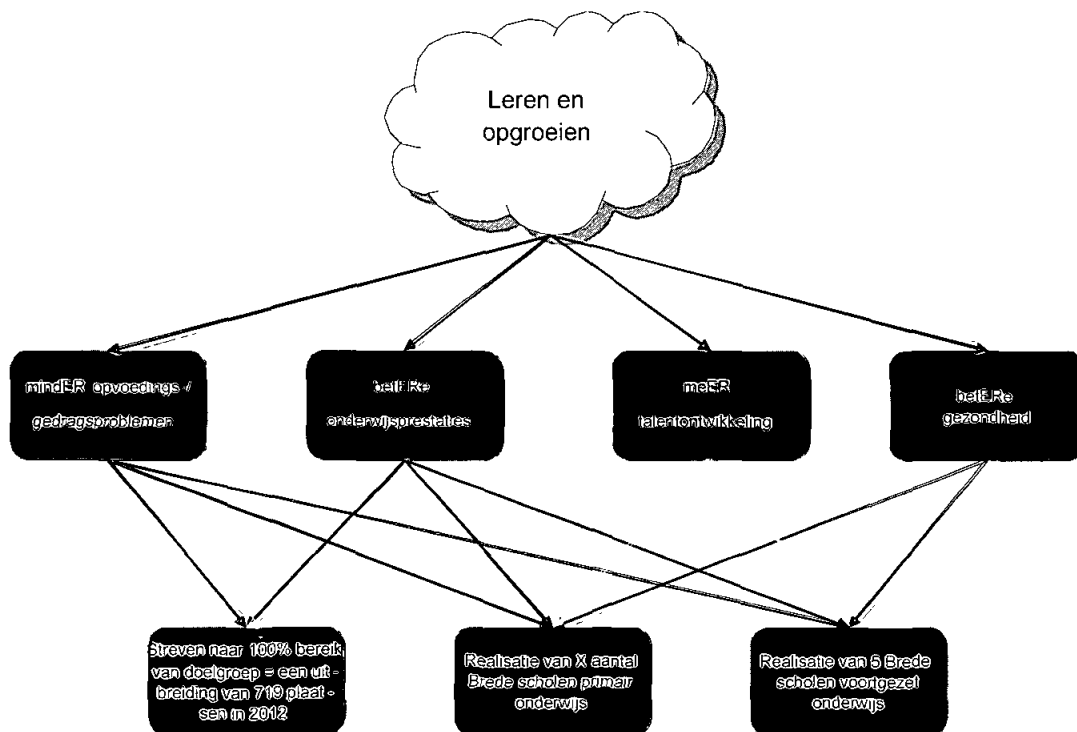 Leren en
opgroeien
mindER opvoedings-/
gedragsproblemen
betERe
onderwijsprestaties
meER
talentontwikkeling
betERe
gezondheid
Streven naar 100% bereik
van doelgroep = een uit-
breiding van 719 plaat-
sen in 2012
Realisatie van X aantal
Brede scholen primair
onderwijs
Realisatie van 5 Brede
scholen voortgezet
onderwijs